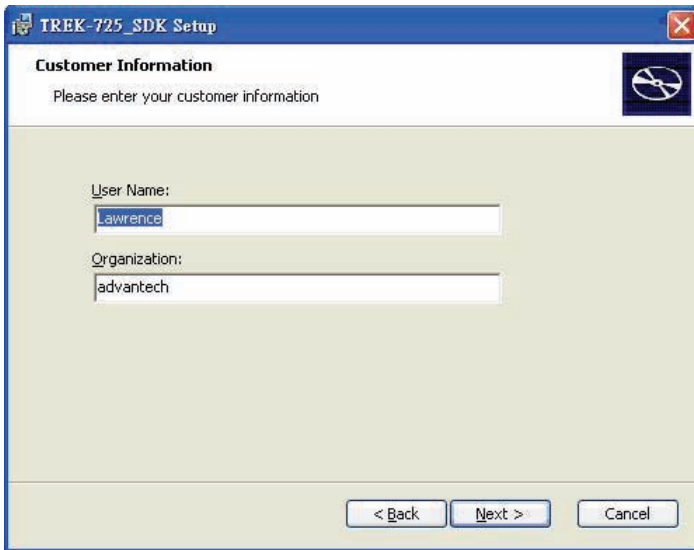 TREK-725_SDK Setup
Customer Information
Please enter your customer information
User Name:
Lawrence
Organization:
advantech
< Back
Next >
Cancel